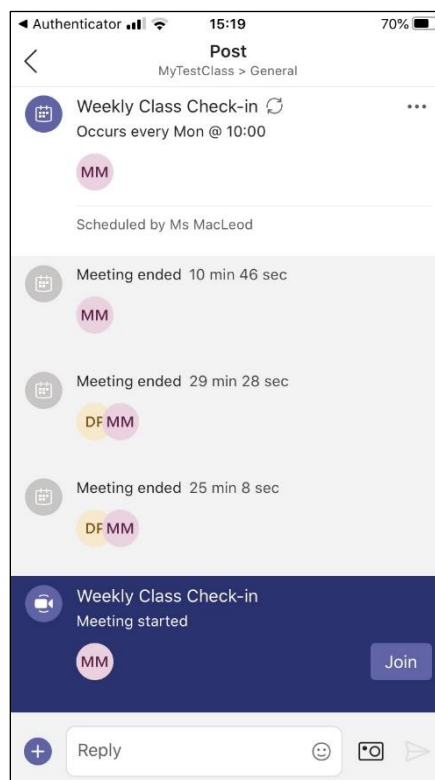 Authenticator 15:19 70%
Post
MyTestClass > General
Weekly Class Check-in
Occurs every Mon @ 10:00
MM
Scheduled by Ms MacLeod
Meeting ended 10 min 46 sec
MM
Meeting ended 29 min 28 sec
MM
Meeting ended 25 min 8 sec
MM
Weekly Class Check-in
Meeting started
MM
Join
Reply